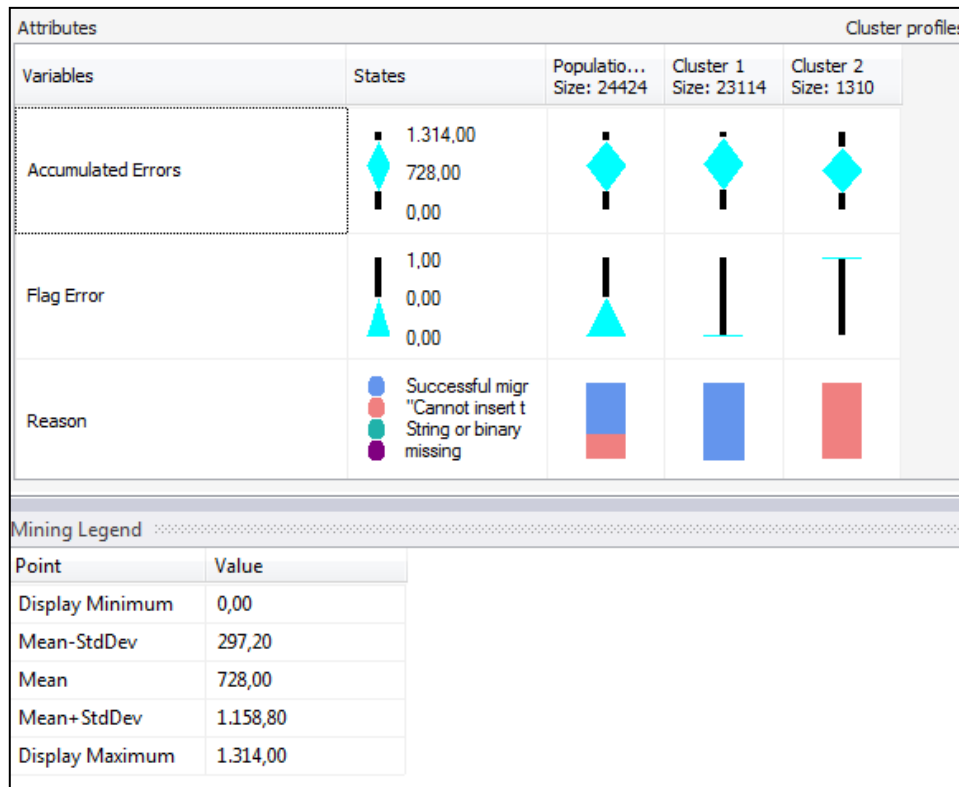 Attributes Cluster profiles
Variables States Populatio... Size: 24424 Cluster 1 Size: 23114 Cluster 2 Size: 1310
Accumulated Errors
1.314,00
728,00
0,00
Flag Error
1,00
0,00
0,00
Reason
Successful migr
"Cannot insert t
String or binary
missing
Mining Legend
Point Value
Display Minimum 0,00
Mean-StdDev 297,20
Mean 728,00
Mean+StdDev 1.158,80
Display Maximum 1.314,00